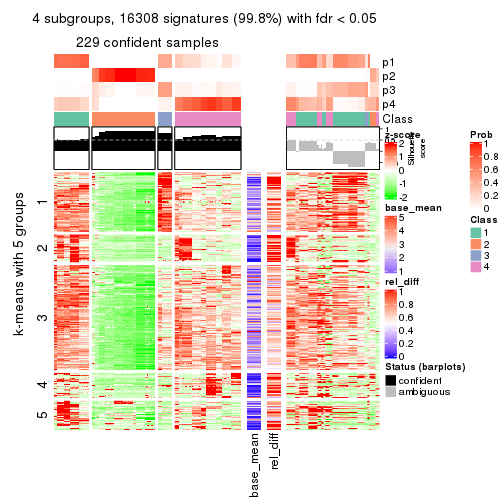 4 subgroups, 16308 signatures (99.8%) with fdr < 0.05
229 confident samples
p1
p2
p3
p4
Class
Silhouette
score
1
z-score
2
1
0
-1
-2
base_mean
5
4
3
2
1
rel_diff
1
0.8
0.6
0.4
0.2
0
Status (barplots)
confident
ambiguous
Prob
1
0.8
0.6
0.4
0.2
0
Class
1
2
3
4
k-means with 5 groups
1
2
3
4
5
base_mean
rel_diff